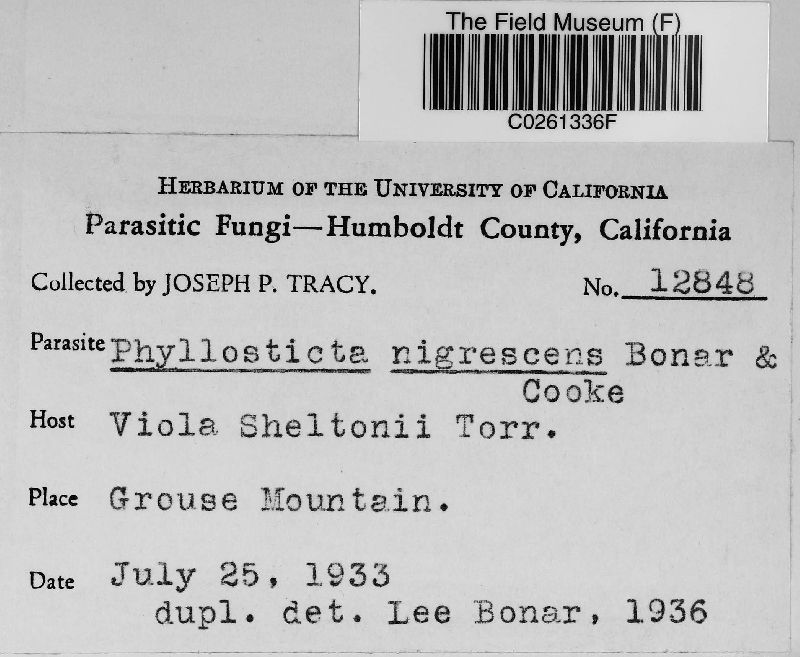 The Field Museum (F)
C0261336F
HERBARIUM OF THE UNIVERSITY OF CALIFORNIA
Parasitic Fungi—Humboldt County, California
Collected by JOSEPH P. TRACY. No. 12848
Parasite Phyllosticta nigrescens Bonar &
Cooke
Host Viola Sheltonii Torr.
Place Grouse Mountain.
Date July 25, 1933
dupl. det. Lee Bonar, 1936